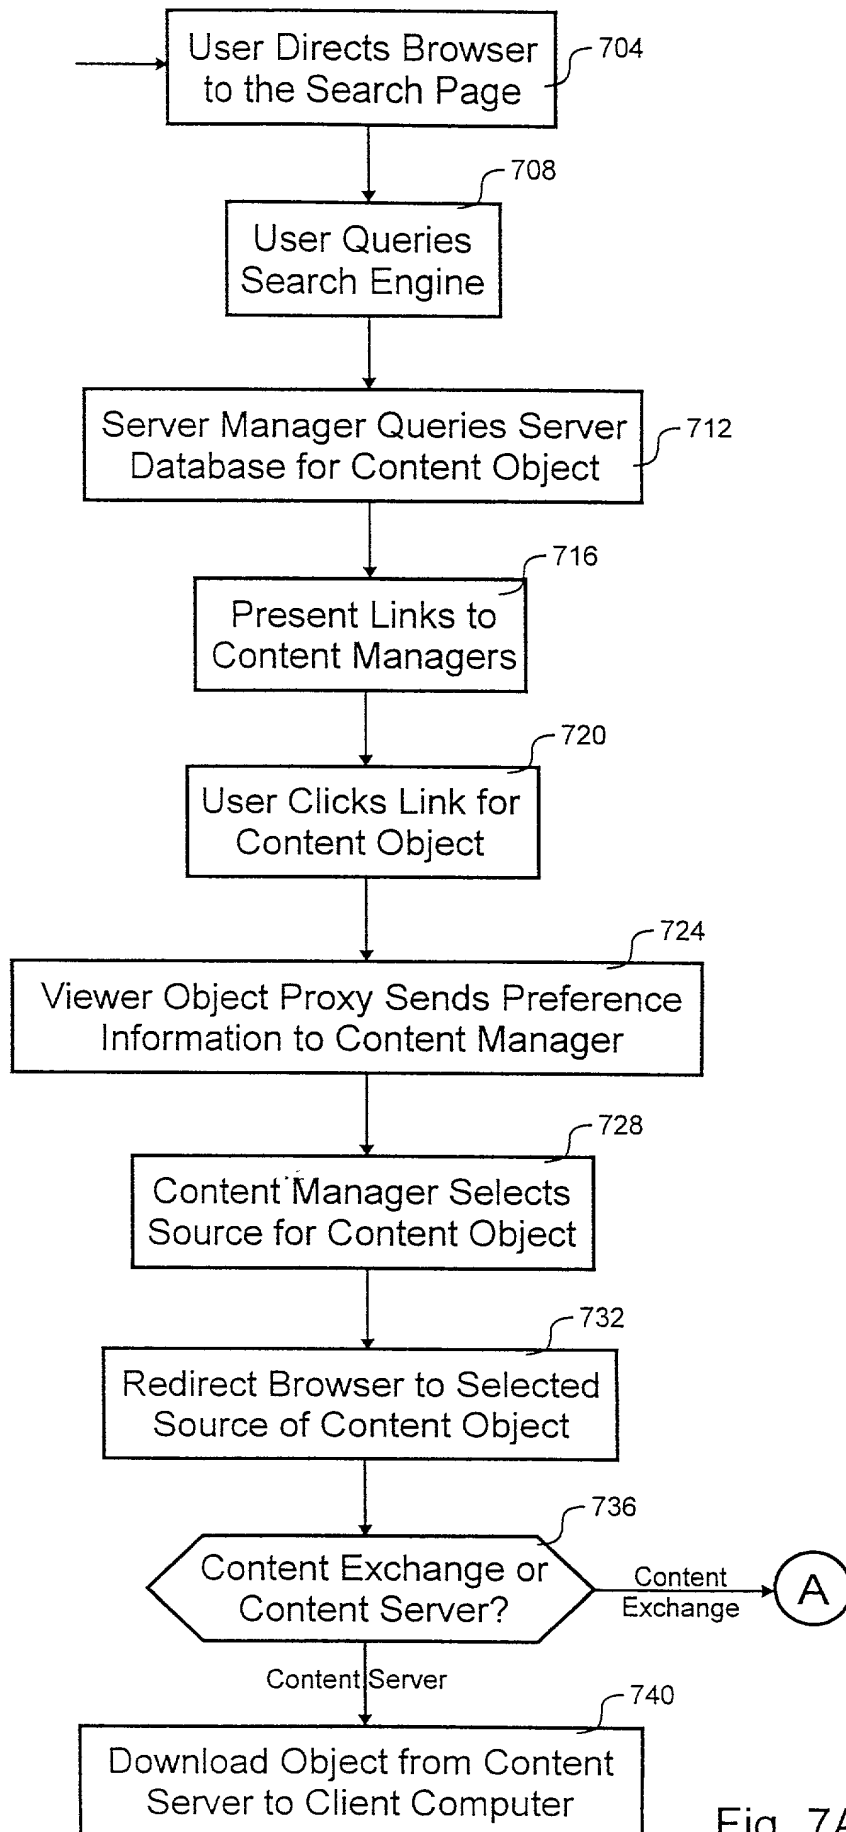 User Directs Browser
to the Search Page
704
708
User Queries
Search Engine
Server Manager Queries Server
Database for Content Object
712
716
Present Links to
Content Managers
720
User Clicks Link for
Content Object
724
Viewer Object Proxy Sends Preference
Information to Content Manager
728
Content Manager Selects
Source for Content Object
732
Redirect Browser to Selected
Source of Content Object
736
Content Exchange or
Content Server?
Content
Exchange
A
Content Server
740
Download Object from Content
Server to Client Computer
Fig. 7A